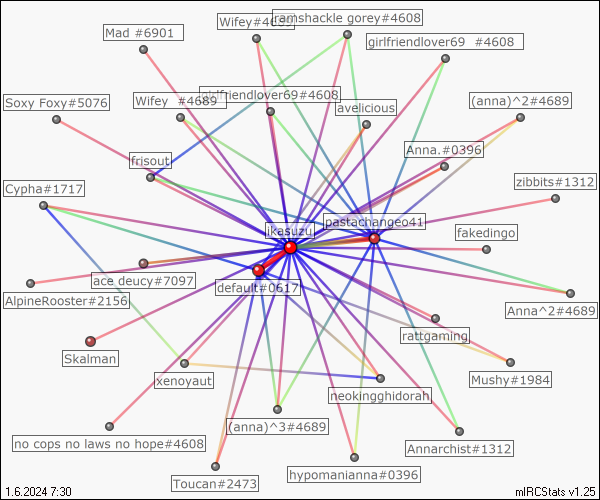 Mad #6901
Wifey#4689
ramshackle gorey#4608
girlfriendlover69 #4608
Soxy Foxy#5076
Wifey #4689
girlfriendlover69#4608
avelicious
(anna)^2#4689
frisout
Anna.#0396
Cypha#1717
zibbits#1312
ikasuzu
pastachangeo41
fakedingo
ace deucy#7097
default#0617
AlpineRooster#2156
Anna^2#4689
rattgaming
Skalman
xenoyaut
Mushy#1984
neokingghidorah
no cops no laws no hope#4608
(anna)^3#4689
Annarchist#1312
Toucan#2473
hypomanianna#0396
1.6.2024 7:30
mIRCStats v1.25